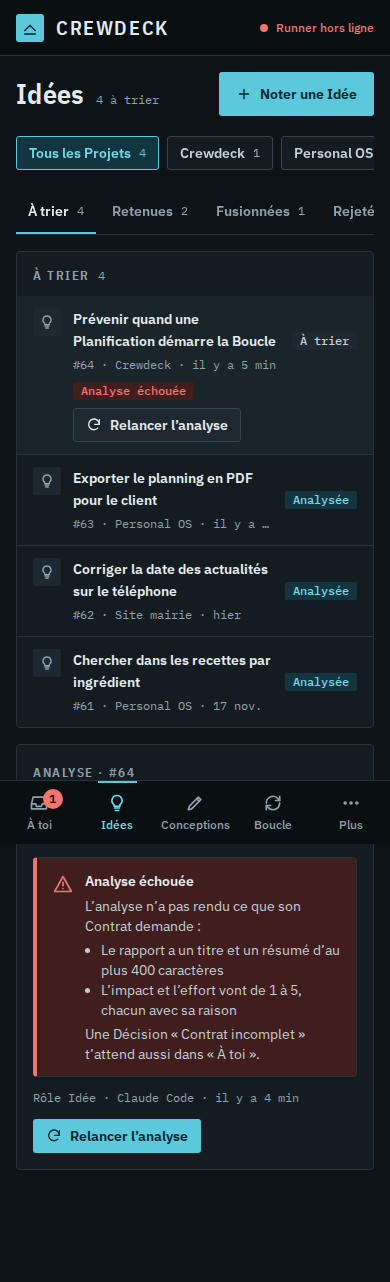 CREWDECK
Runner hors ligne
Idées 4 à trier
Noter une Idée
Tous les Projets 4
Crewdeck 1
Personal OS
À trier 4
Retenues 2
Fusionnées 1
Rejeté
À TRIER 4
Prévenir quand une
Planification démarre la Boucle
À trier
#64 · Crewdeck · il y a 5 min
Analyse échouée
Relancer l’analyse
Exporter le planning en PDF
pour le client
Analysée
#63 · Personal OS · il y a …
Corriger la date des actualités
sur le téléphone
Analysée
#62 · Site mairie · hier
Chercher dans les recettes par
ingrédient
Analysée
#61 · Personal OS · 17 nov.
ANALYSE · #64
1
À toi
Idées
Conceptions
Boucle
Plus
Analyse échouée
L’analyse n’a pas rendu ce que son
Contrat demande :
• Le rapport a un titre et un résumé d’au
plus 400 caractères
• L’impact et l’effort vont de 1 à 5,
chacun avec sa raison
Une Décision « Contrat incomplet »
t’attend aussi dans « À toi ».
Rôle Idée · Claude Code · il y a 4 min
Relancer l’analyse